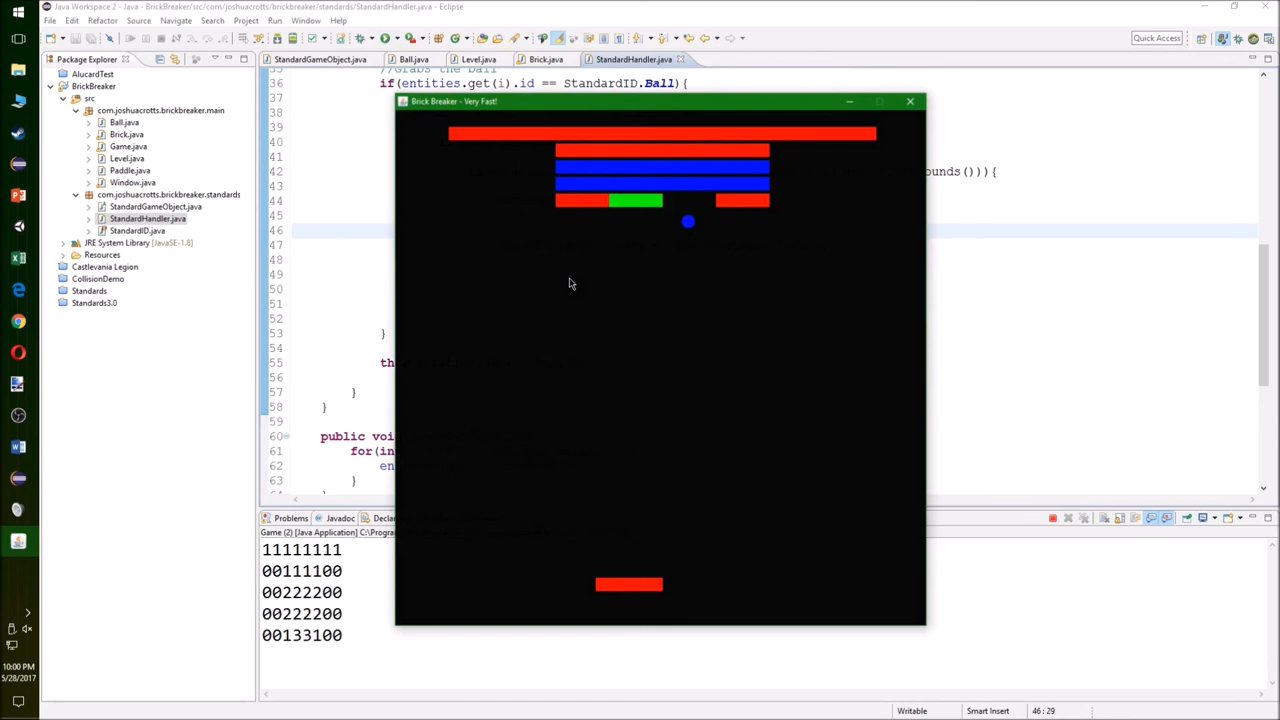 Java Workspace 2 - BrickBreaker/src/com/joshuacrotts/brickbreaker/standards/StandardHandler.java - Eclipse
File Edit Refactor Source Navigate Search Project Run Window Help
Quick Access
Package Explorer
StandardGameObject.java
Ball.java
Level.java
Brick.java
StandardHandler.java
AlucardTest
BrickBreaker
src
com.joshuacrotts.brickbreaker.main
Ball.java
Brick.java
Game.java
Level.java
Paddle.java
Window.java
com.joshuacrotts.brickbreaker.standards
StandardGameObject.java
StandardHandler.java
StandardID.java
JRE System Library [JavaSE-1.8]
Resources
Castlevania Legion
CollisionDemo
Standards
Standards3.0
//Grabs the ball
36 if(entities.get(i).id == StandardID.Ball){
37
38
39
40
41
42 ounds())){
43
44
45
46
47
48
49
50
51
52
53 }
54
55 th
56
57 }
58 }
59
60 public voi
61 for(in
62 en
63 }
Brick Breaker - Very Fast!
Problems Javadoc Declar
Game (2) [Java Application] C:\Progra
11111111
00111100
00222200
00222200
00133100
10:00 PM
5/28/2017
Writable Smart Insert 46 : 29